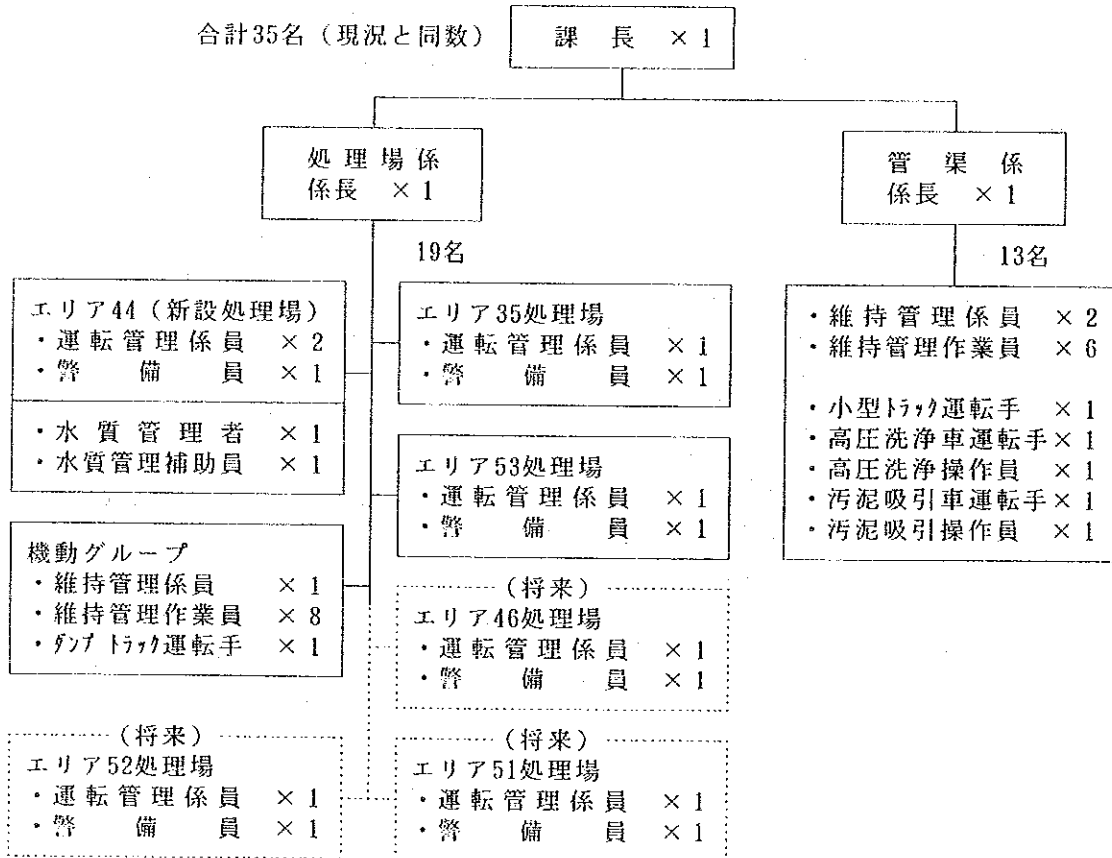 合計35名（現況と同数）
課長 ×1
処理場係
係長 ×1
管渠係
係長 ×1
19名
13名
エリア44（新設処理場）
・運転管理係員 ×2
・警備員 ×1
・水質管理者 ×1
・水質管理補助員 ×1
エリア35処理場
・運転管理係員 ×1
・警備員 ×1
・維持管理係員 ×2
・維持管理作業員 ×6
・小型トラック運転手 ×1
・高圧洗浄車運転手×1
・高圧洗浄操作員 ×1
・汚泥吸引車運転手×1
・汚泥吸引操作員 ×1
エリア53処理場
・運転管理係員 ×1
・警備員 ×1
機動グループ
・維持管理係員 ×1
・維持管理作業員 ×8
・ダンプトラック運転手 ×1
（将来）
エリア46処理場
・運転管理係員 ×1
・警備員 ×1
（将来）
エリア52処理場
・運転管理係員 ×1
・警備員 ×1
（将来）
エリア51処理場
・運転管理係員 ×1
・警備員 ×1